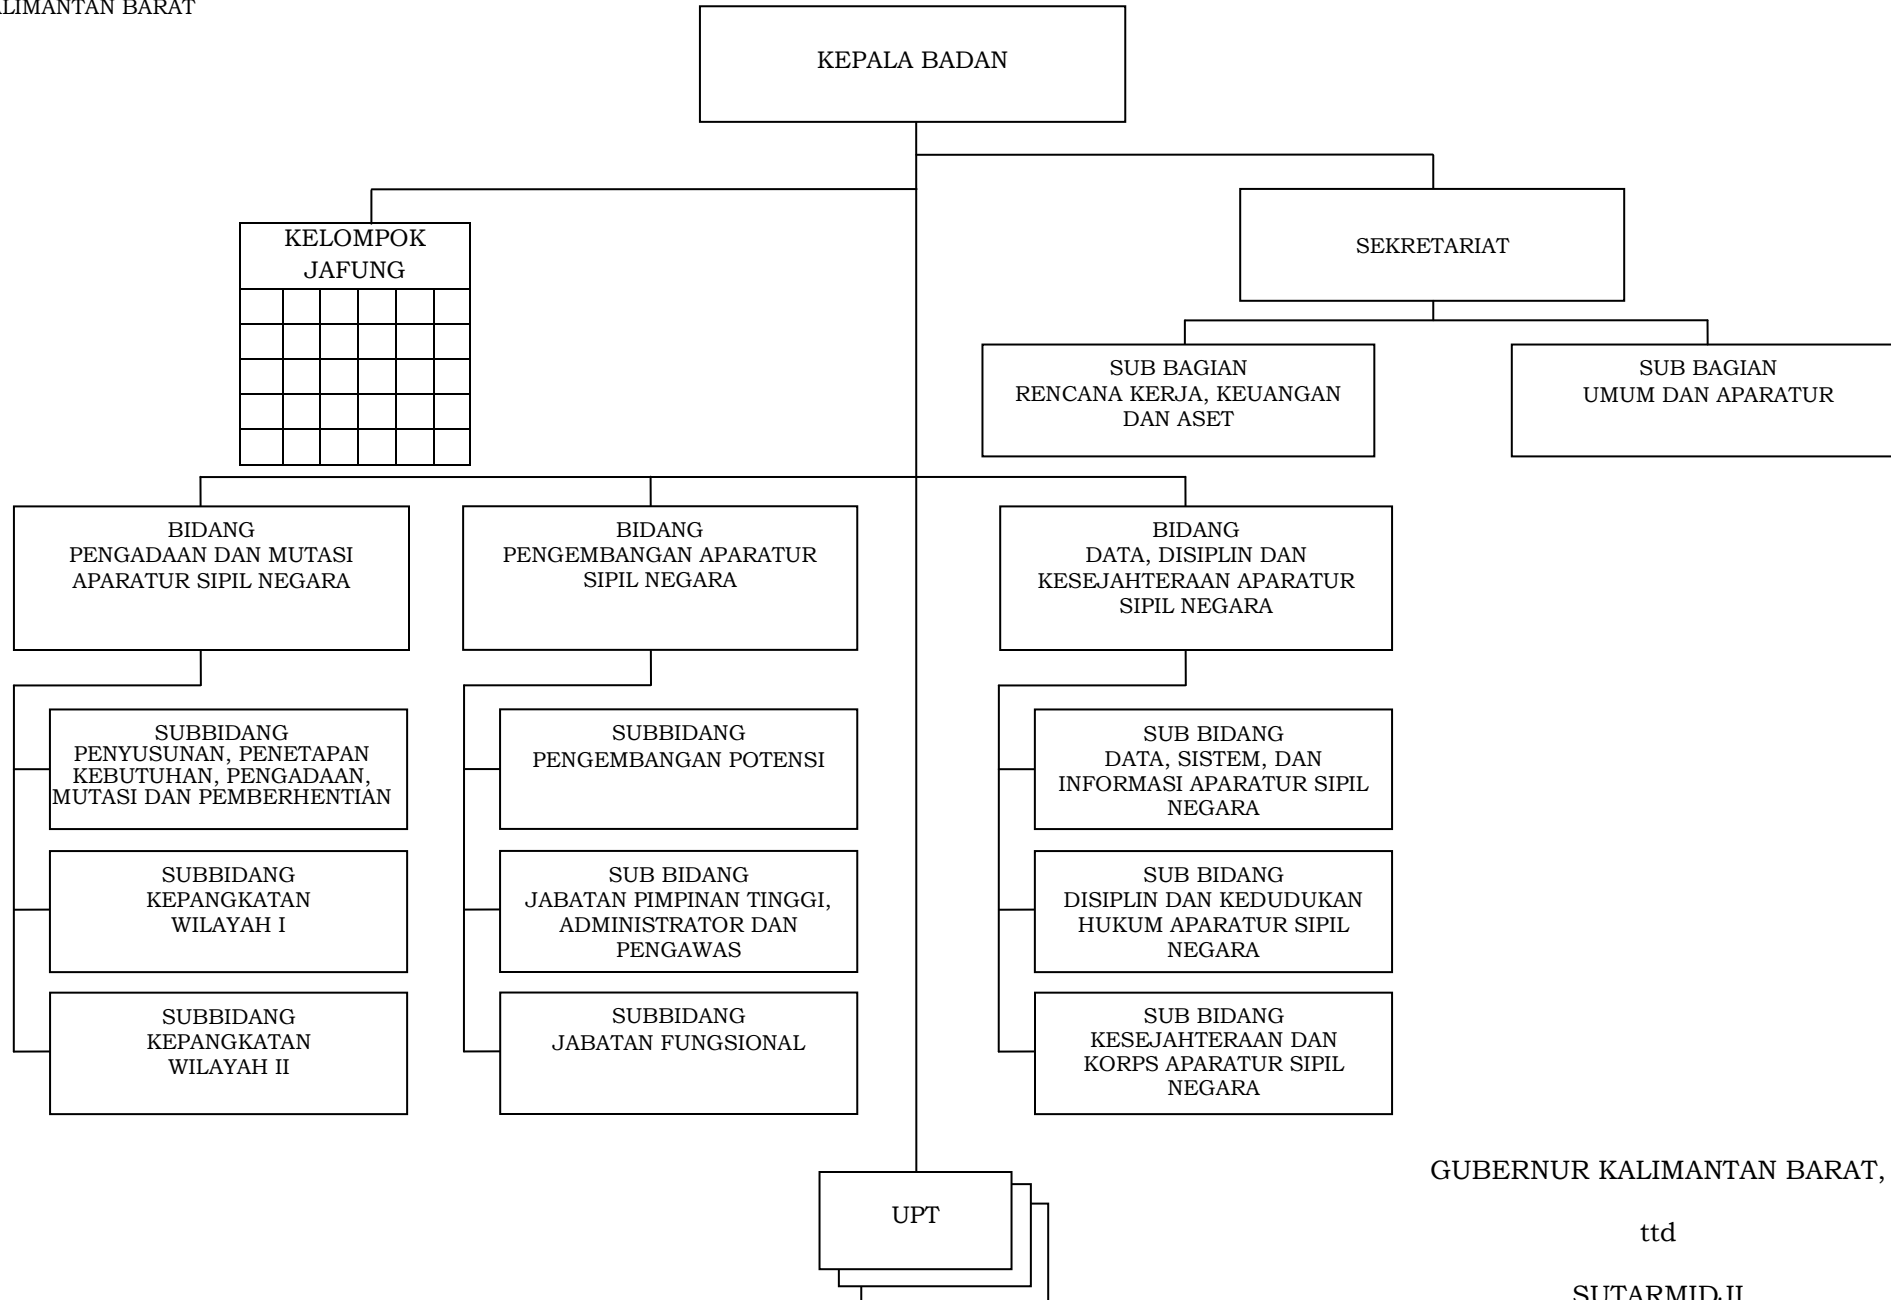 KALIMANTAN BARAT
KEPALA BADAN
KELOMPOK
JAFUNG
SEKRETARIAT
SUB BAGIAN
RENCANA KERJA, KEUANGAN
DAN ASET
SUB BAGIAN
UMUM DAN APARATUR
BIDANG
PENGADAAN DAN MUTASI
APARATUR SIPIL NEGARA
BIDANG
PENGEMBANGAN APARATUR
SIPIL NEGARA
BIDANG
DATA, DISIPLIN DAN
KESEJAHTERAAN APARATUR
SIPIL NEGARA
SUBBIDANG
PENYUSUNAN, PENETAPAN
KEBUTUHAN, PENGADAAN,
MUTASI DAN PEMBERHENTIAN
SUBBIDANG
KEPANGKATAN
WILAYAH I
SUBBIDANG
KEPANGKATAN
WILAYAH II
SUBBIDANG
PENGEMBANGAN POTENSI
SUB BIDANG
JABATAN PIMPINAN TINGGI,
ADMINISTRATOR DAN
PENGAWAS
SUBBIDANG
JABATAN FUNGSIONAL
SUB BIDANG
DATA, SISTEM, DAN
INFORMASI APARATUR SIPIL
NEGARA
SUB BIDANG
DISIPLIN DAN KEDUDUKAN
HUKUM APARATUR SIPIL
NEGARA
SUB BIDANG
KESEJAHTERAAN DAN
KORPS APARATUR SIPIL
NEGARA
UPT
GUBERNUR KALIMANTAN BARAT,
ttd
SUTARMIDJI